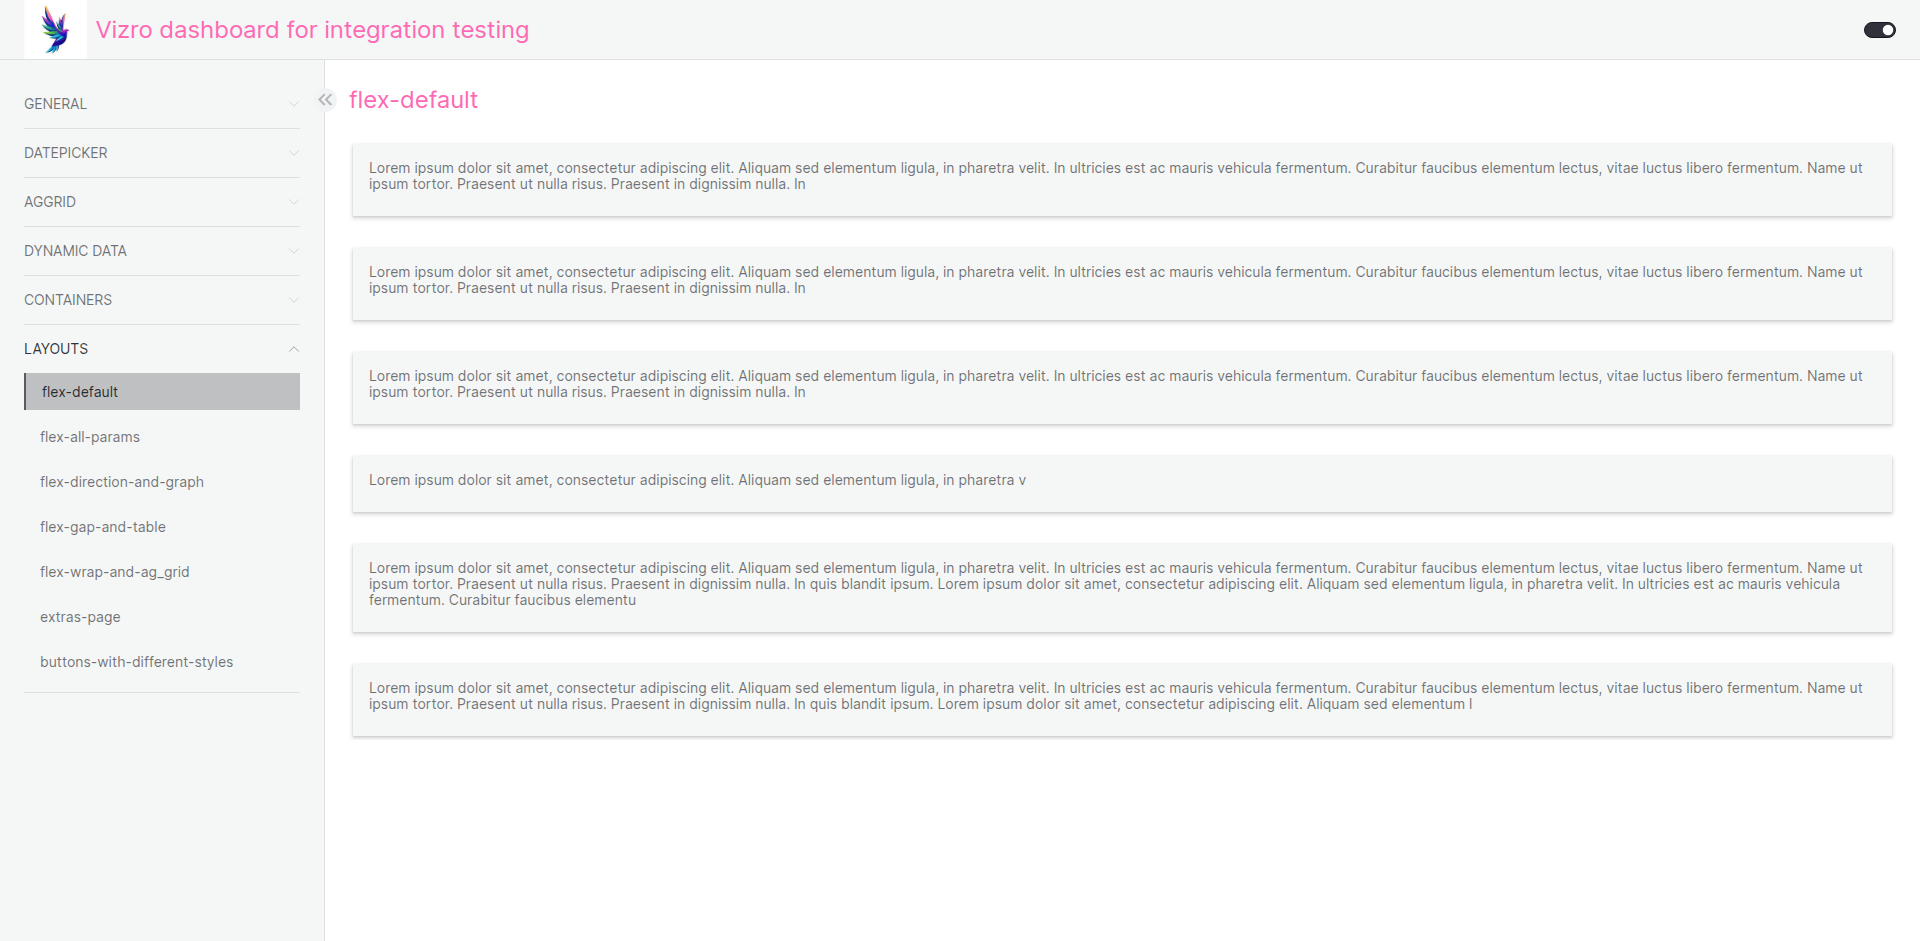 Vizro dashboard for integration testing
GENERAL
DATEPICKER
AGGRID
DYNAMIC DATA
CONTAINERS
LAYOUTS
flex-default
flex-all-params
flex-direction-and-graph
flex-gap-and-table
flex-wrap-and-ag_grid
extras-page
buttons-with-different-styles
flex-default
Lorem ipsum dolor sit amet, consectetur adipiscing elit. Aliquam sed elementum ligula, in pharetra velit. In ultricies est ac mauris vehicula fermentum. Curabitur faucibus elementum lectus, vitae luctus libero fermentum. Name ut
ipsum tortor. Praesent ut nulla risus. Praesent in dignissim nulla. In
Lorem ipsum dolor sit amet, consectetur adipiscing elit. Aliquam sed elementum ligula, in pharetra velit. In ultricies est ac mauris vehicula fermentum. Curabitur faucibus elementum lectus, vitae luctus libero fermentum. Name ut
ipsum tortor. Praesent ut nulla risus. Praesent in dignissim nulla. In
Lorem ipsum dolor sit amet, consectetur adipiscing elit. Aliquam sed elementum ligula, in pharetra velit. In ultricies est ac mauris vehicula fermentum. Curabitur faucibus elementum lectus, vitae luctus libero fermentum. Name ut
ipsum tortor. Praesent ut nulla risus. Praesent in dignissim nulla. In
Lorem ipsum dolor sit amet, consectetur adipiscing elit. Aliquam sed elementum ligula, in pharetra v
Lorem ipsum dolor sit amet, consectetur adipiscing elit. Aliquam sed elementum ligula, in pharetra velit. In ultricies est ac mauris vehicula fermentum. Curabitur faucibus elementum lectus, vitae luctus libero fermentum. Name ut
ipsum tortor. Praesent ut nulla risus. Praesent in dignissim nulla. In quis blandit ipsum. Lorem ipsum dolor sit amet, consectetur adipiscing elit. Aliquam sed elementum ligula, in pharetra velit. In ultricies est ac mauris vehicula
fermentum. Curabitur faucibus elementu
Lorem ipsum dolor sit amet, consectetur adipiscing elit. Aliquam sed elementum ligula, in pharetra velit. In ultricies est ac mauris vehicula fermentum. Curabitur faucibus elementum lectus, vitae luctus libero fermentum. Name ut
ipsum tortor. Praesent ut nulla risus. Praesent in dignissim nulla. In quis blandit ipsum. Lorem ipsum dolor sit amet, consectetur adipiscing elit. Aliquam sed elementum l